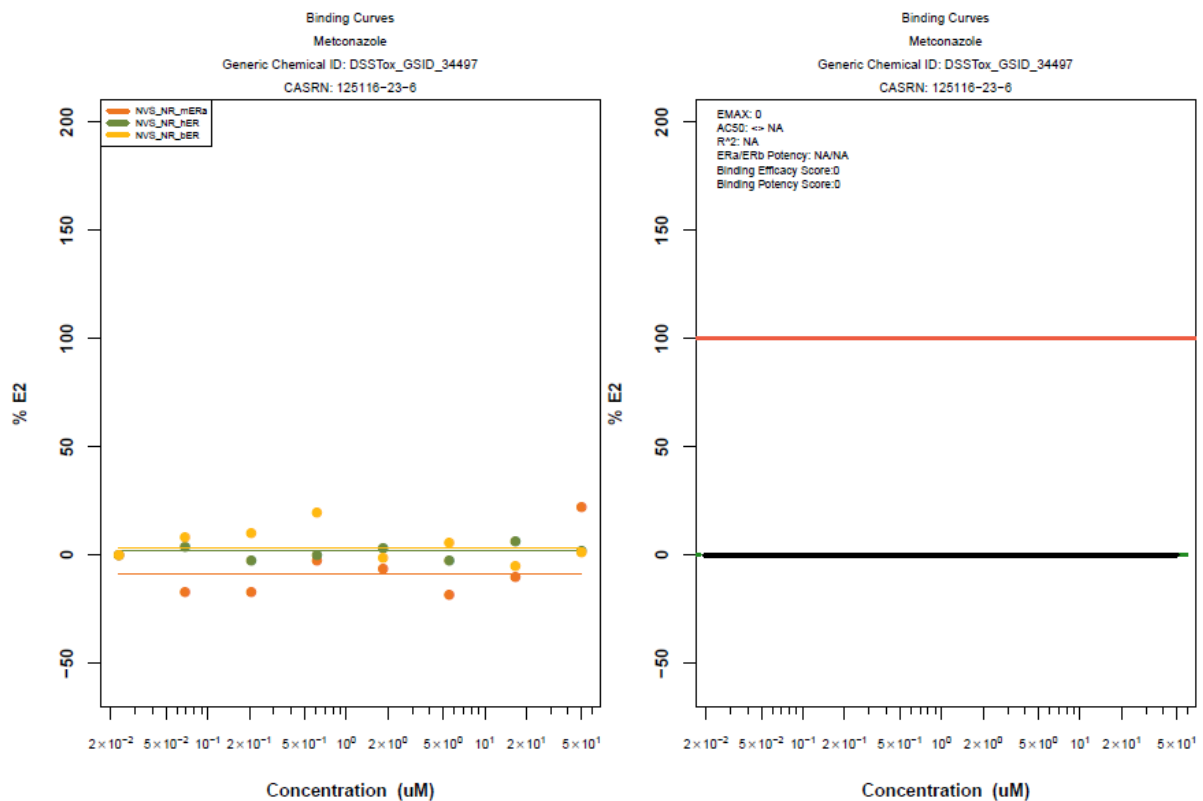 Binding Curves
Metconazole
Generic Chemical ID: DSSTox_GSID_34497
CASRN: 125116-23-6
NVS_NR_mERa
NVS_NR_hER
NVS_NR_bER
200
150
100
50
0
−50
% E2
2×10⁻² 5×10⁻² 10⁻¹ 2×10⁻¹ 5×10⁻¹ 10⁰ 2×10⁰ 5×10⁰ 10¹ 2×10¹ 5×10¹
Concentration (uM)
Binding Curves
Metconazole
Generic Chemical ID: DSSTox_GSID_34497
CASRN: 125116-23-6
EMAX: 0
AC50: <> NA
R^2: NA
ERa/ERb Potency: NA/NA
Binding Efficacy Score:0
Binding Potency Score:0
200
150
100
50
0
−50
% E2
2×10⁻² 5×10⁻² 10⁻¹ 2×10⁻¹ 5×10⁻¹ 10⁰ 2×10⁰ 5×10⁰ 10¹ 2×10¹ 5×10¹
Concentration (uM)